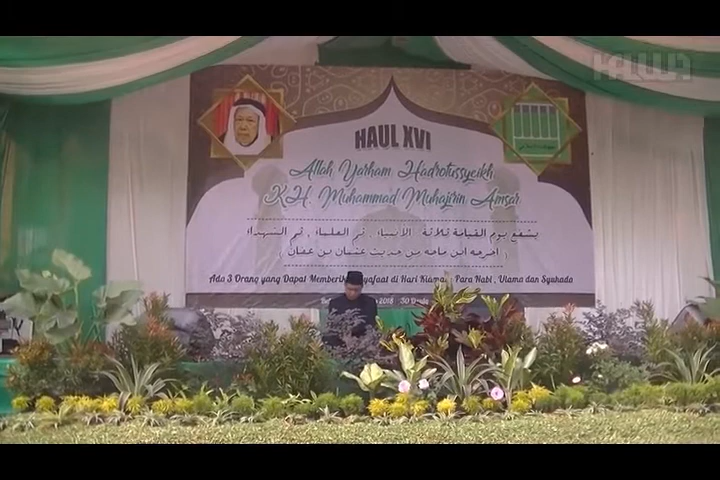 HAUL XVI
Allah Yarham Hadrotussyeikh
K.H. Muhammad Muhajirin Amsar
يشفع يوم القيامة ثلاثة : الأنبياء ، ثم العلماء ، ثم الشهداء
( اخرجه ابن ماجه من حديث عثمان بن عفان )
Ada 3 Orang yang Dapat Memberikan Syafaat di Hari Kiamat Para Nabi , Ulama dan Syuhada
2018